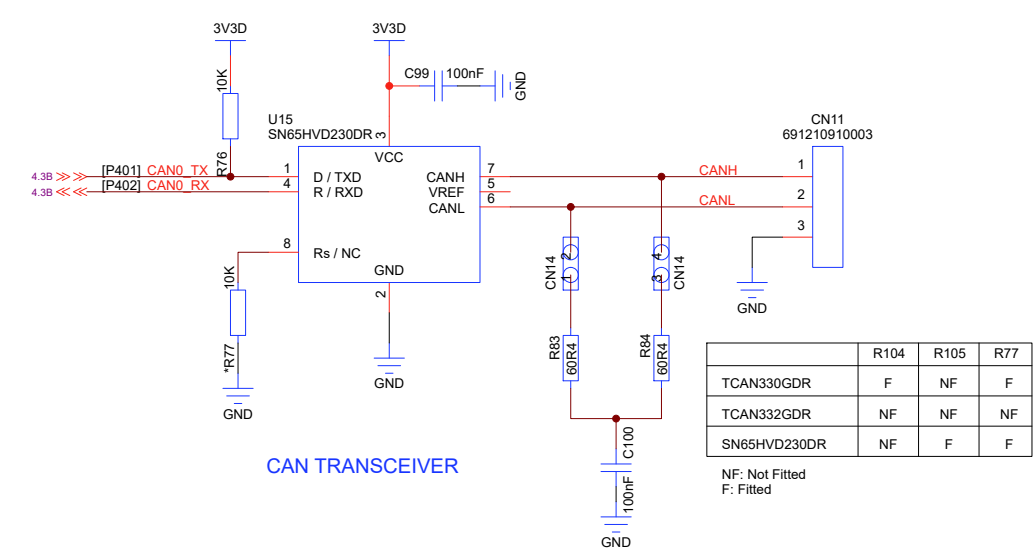 3V3D
3V3D
10K
C99
100nF
GND
U15
SN65HVD230DR
3
CN11
691210910003
R76
VCC
4.3B
[P401]
CAN0_TX
1
D / TXD
CANH
7
CANH
1
4.3B
[P402]
CAN0_RX
4
R / RXD
VREF
5
CANL
6
CANL
2
3
8
Rs / NC
GND
2
10K
*R77
GND
GND
CN14
2
1
4
3
CN14
GND
R83
60R4
R84
60R4
R104 R105 R77
TCAN330GDR F NF F
TCAN332GDR NF NF NF
SN65HVD230DR NF F F
NF: Not Fitted
F: Fitted
C100
100nF
GND
CAN TRANSCEIVER